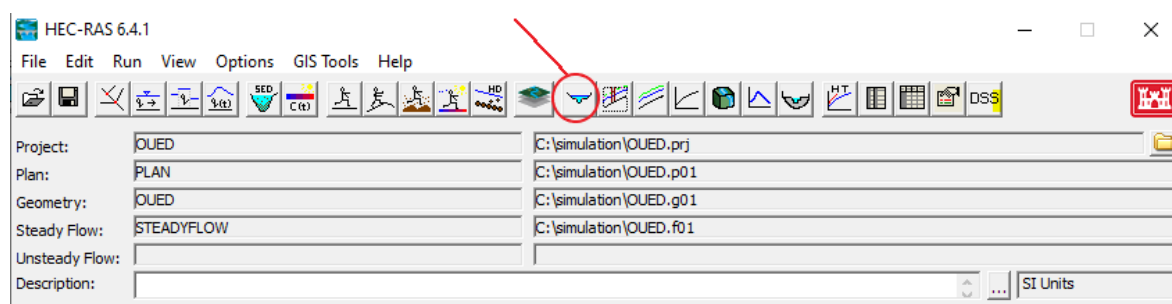 HEC-RAS 6.4.1
File Edit Run View Options GIS Tools Help
SED C(t) HD HT DSS
Project: OUED C:\simulation\OUED.prj
Plan: PLAN C:\simulation\OUED.p01
Geometry: OUED C:\simulation\OUED.g01
Steady Flow: STEADYFLOW C:\simulation\OUED.f01
Unsteady Flow:
Description: ... SI Units